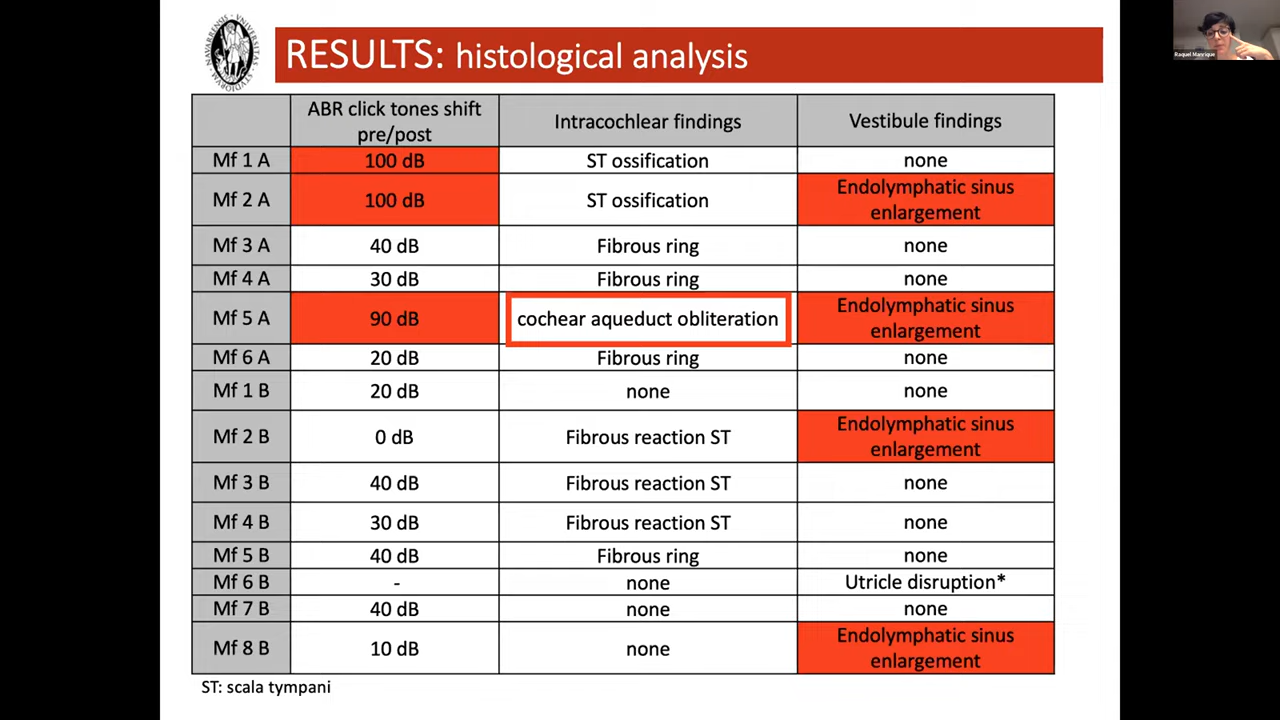 RESULTS: histological analysis
Raquel Manrique
ABR click tones shift pre/post Intracochlear findings Vestibule findings
Mf 1 A 100 dB ST ossification none
Mf 2 A 100 dB ST ossification Endolymphatic sinus enlargement
Mf 3 A 40 dB Fibrous ring none
Mf 4 A 30 dB Fibrous ring none
Mf 5 A 90 dB cochear aqueduct obliteration Endolymphatic sinus enlargement
Mf 6 A 20 dB Fibrous ring none
Mf 1 B 20 dB none none
Mf 2 B 0 dB Fibrous reaction ST Endolymphatic sinus enlargement
Mf 3 B 40 dB Fibrous reaction ST none
Mf 4 B 30 dB Fibrous reaction ST none
Mf 5 B 40 dB Fibrous ring none
Mf 6 B - none Utricle disruption*
Mf 7 B 40 dB none none
Mf 8 B 10 dB none Endolymphatic sinus enlargement
ST: scala tympani